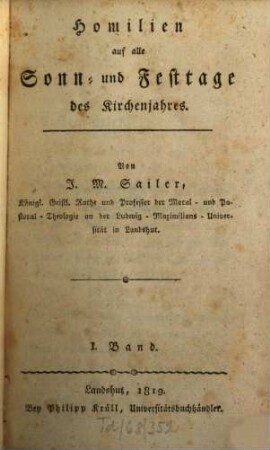 Homilien
auf alle
Sonn- und Festtage
des Kirchenjahres.
Von
J. M. Sailer,
Königl. Geistl. Rathe und Professor der Moral- und Pa-
storal-Theologie an der Ludwig-Maximilians-Univer-
sität in Landshut.
I. Band.
Landshut, 1819.
Bey Philipp Krüll, Universitätsbuchhändler.